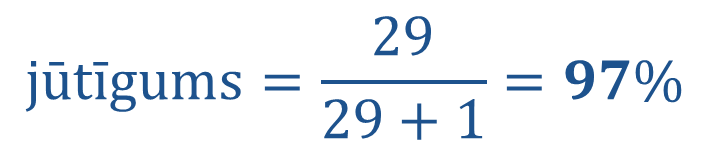 jūtīgums = 29 / 29 + 1 = 97%